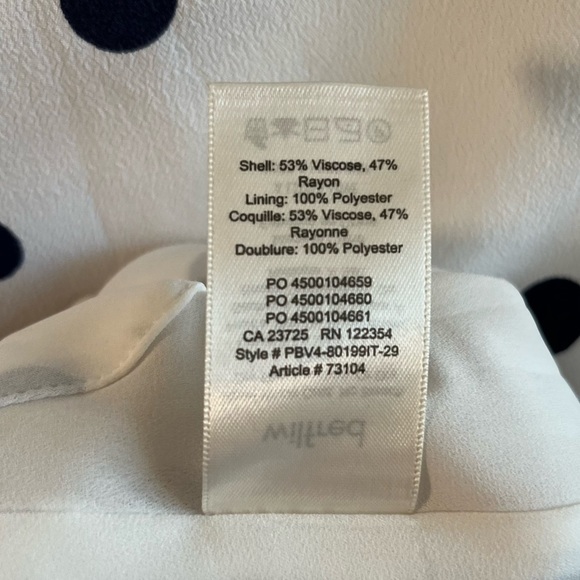 Shell: 53% Viscose, 47%
Rayon
Lining: 100% Polyester
Coquille: 53% Viscose, 47%
Rayonne
Doublure: 100% Polyester
PO 4500104659
PO 4500104660
PO 4500104661
CA 23725 RN 122354
Style # PBV4-80199IT-29
Article # 73104
wilfred